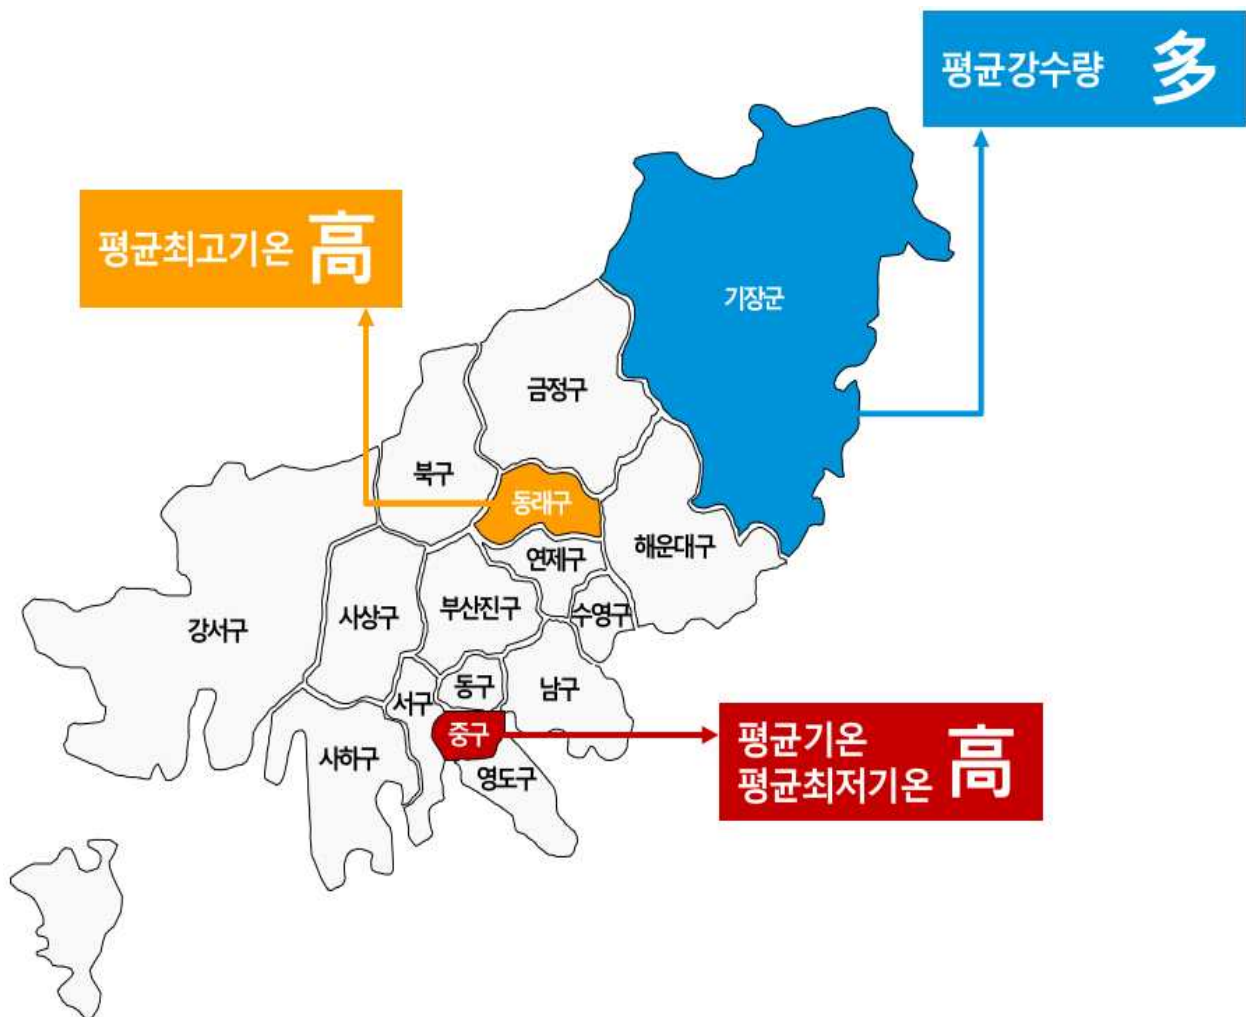 평균강수량 多
평균최고기온 高
기장군
금정구
북구
동래구
해운대구
연제구
부산진구
수영구
사상구
강서구
동구
남구
서구
중구
사하구
영도구
평균기온
평균최저기온 高